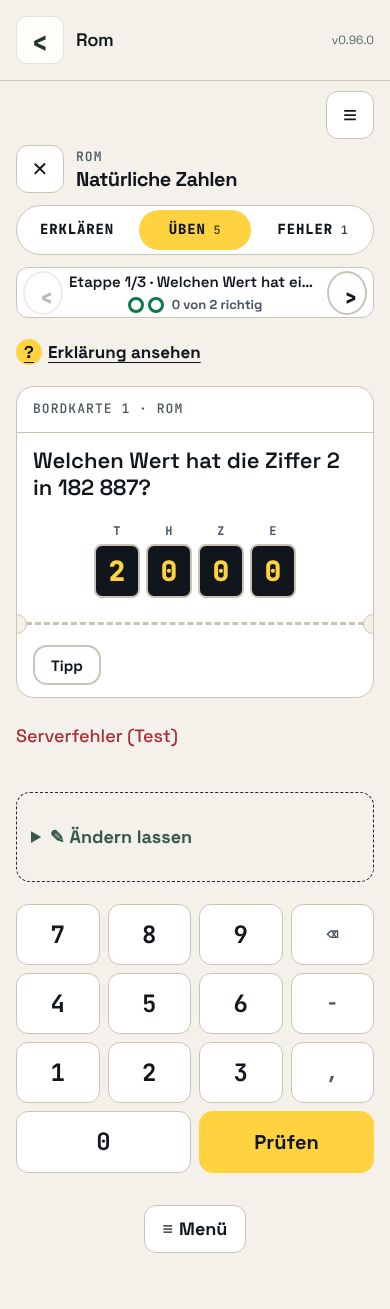 <
Rom
v0.96.0
≡
✕
ROM
Natürliche Zahlen
ERKLÄREN
ÜBEN 5
FEHLER 1
<
Etappe 1/3 · Welchen Wert hat ei…
0 von 2 richtig
>
? Erklärung ansehen
BORDKARTE 1 · ROM
Welchen Wert hat die Ziffer 2
in 182 887?
T H Z E
2 0 0 0
Tipp
Serverfehler (Test)
▶ ✎ Ändern lassen
7 8 9 ⌫
4 5 6 -
1 2 3 ,
0 Prüfen
≡ Menü